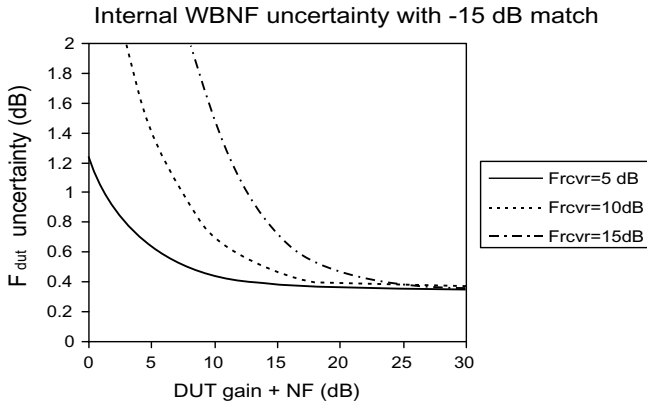 Internal WBNF uncertainty with -15 dB match
2
1.8
1.6
1.4
1.2
1
0.8
0.6
0.4
0.2
0
F dut uncertainty (dB)
0 5 10 15 20 25 30
DUT gain + NF (dB)
Frcvr=5 dB
Frcvr=10dB
Frcvr=15dB